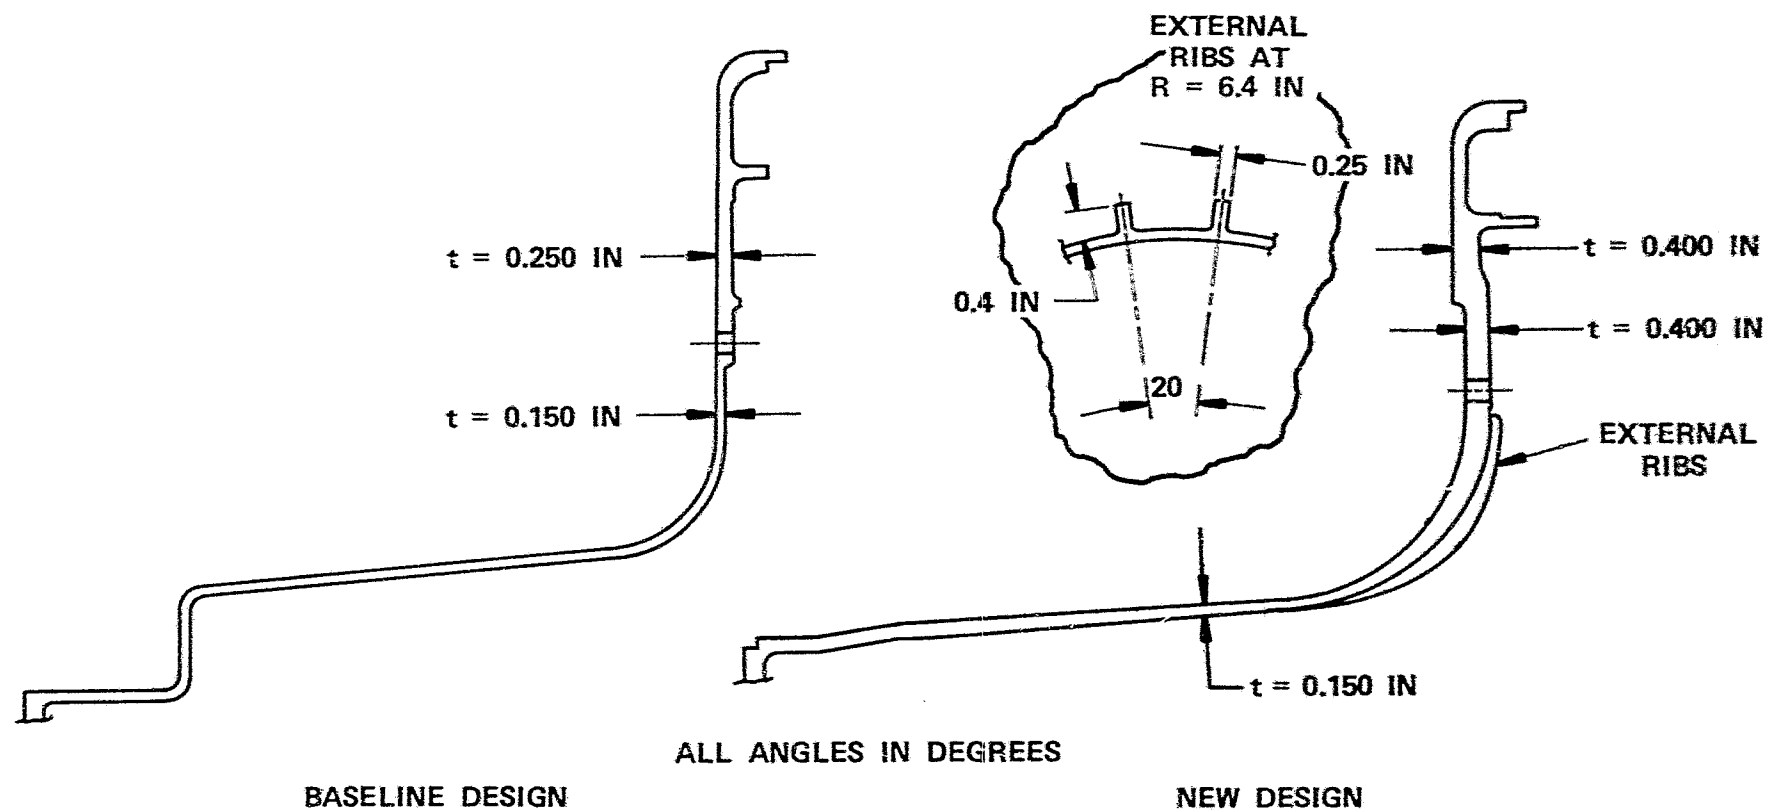 EXTERNAL
RIBS AT
R = 6.4 IN
0.25 IN
t = 0.250 IN
t = 0.400 IN
0.4 IN
t = 0.400 IN
20
t = 0.150 IN
EXTERNAL
RIBS
t = 0.150 IN
ALL ANGLES IN DEGREES
BASELINE DESIGN
NEW DESIGN